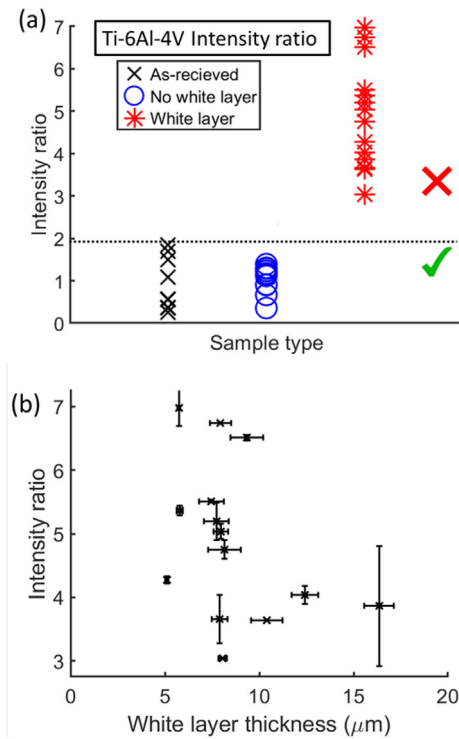 (a)
Ti-6Al-4V Intensity ratio
As-recieved
No white layer
White layer
Intensity ratio
7
6
5
4
3
2
1
0
Sample type
(b)
Intensity ratio
7
6
5
4
3
0 5 10 15 20
White layer thickness (μm)